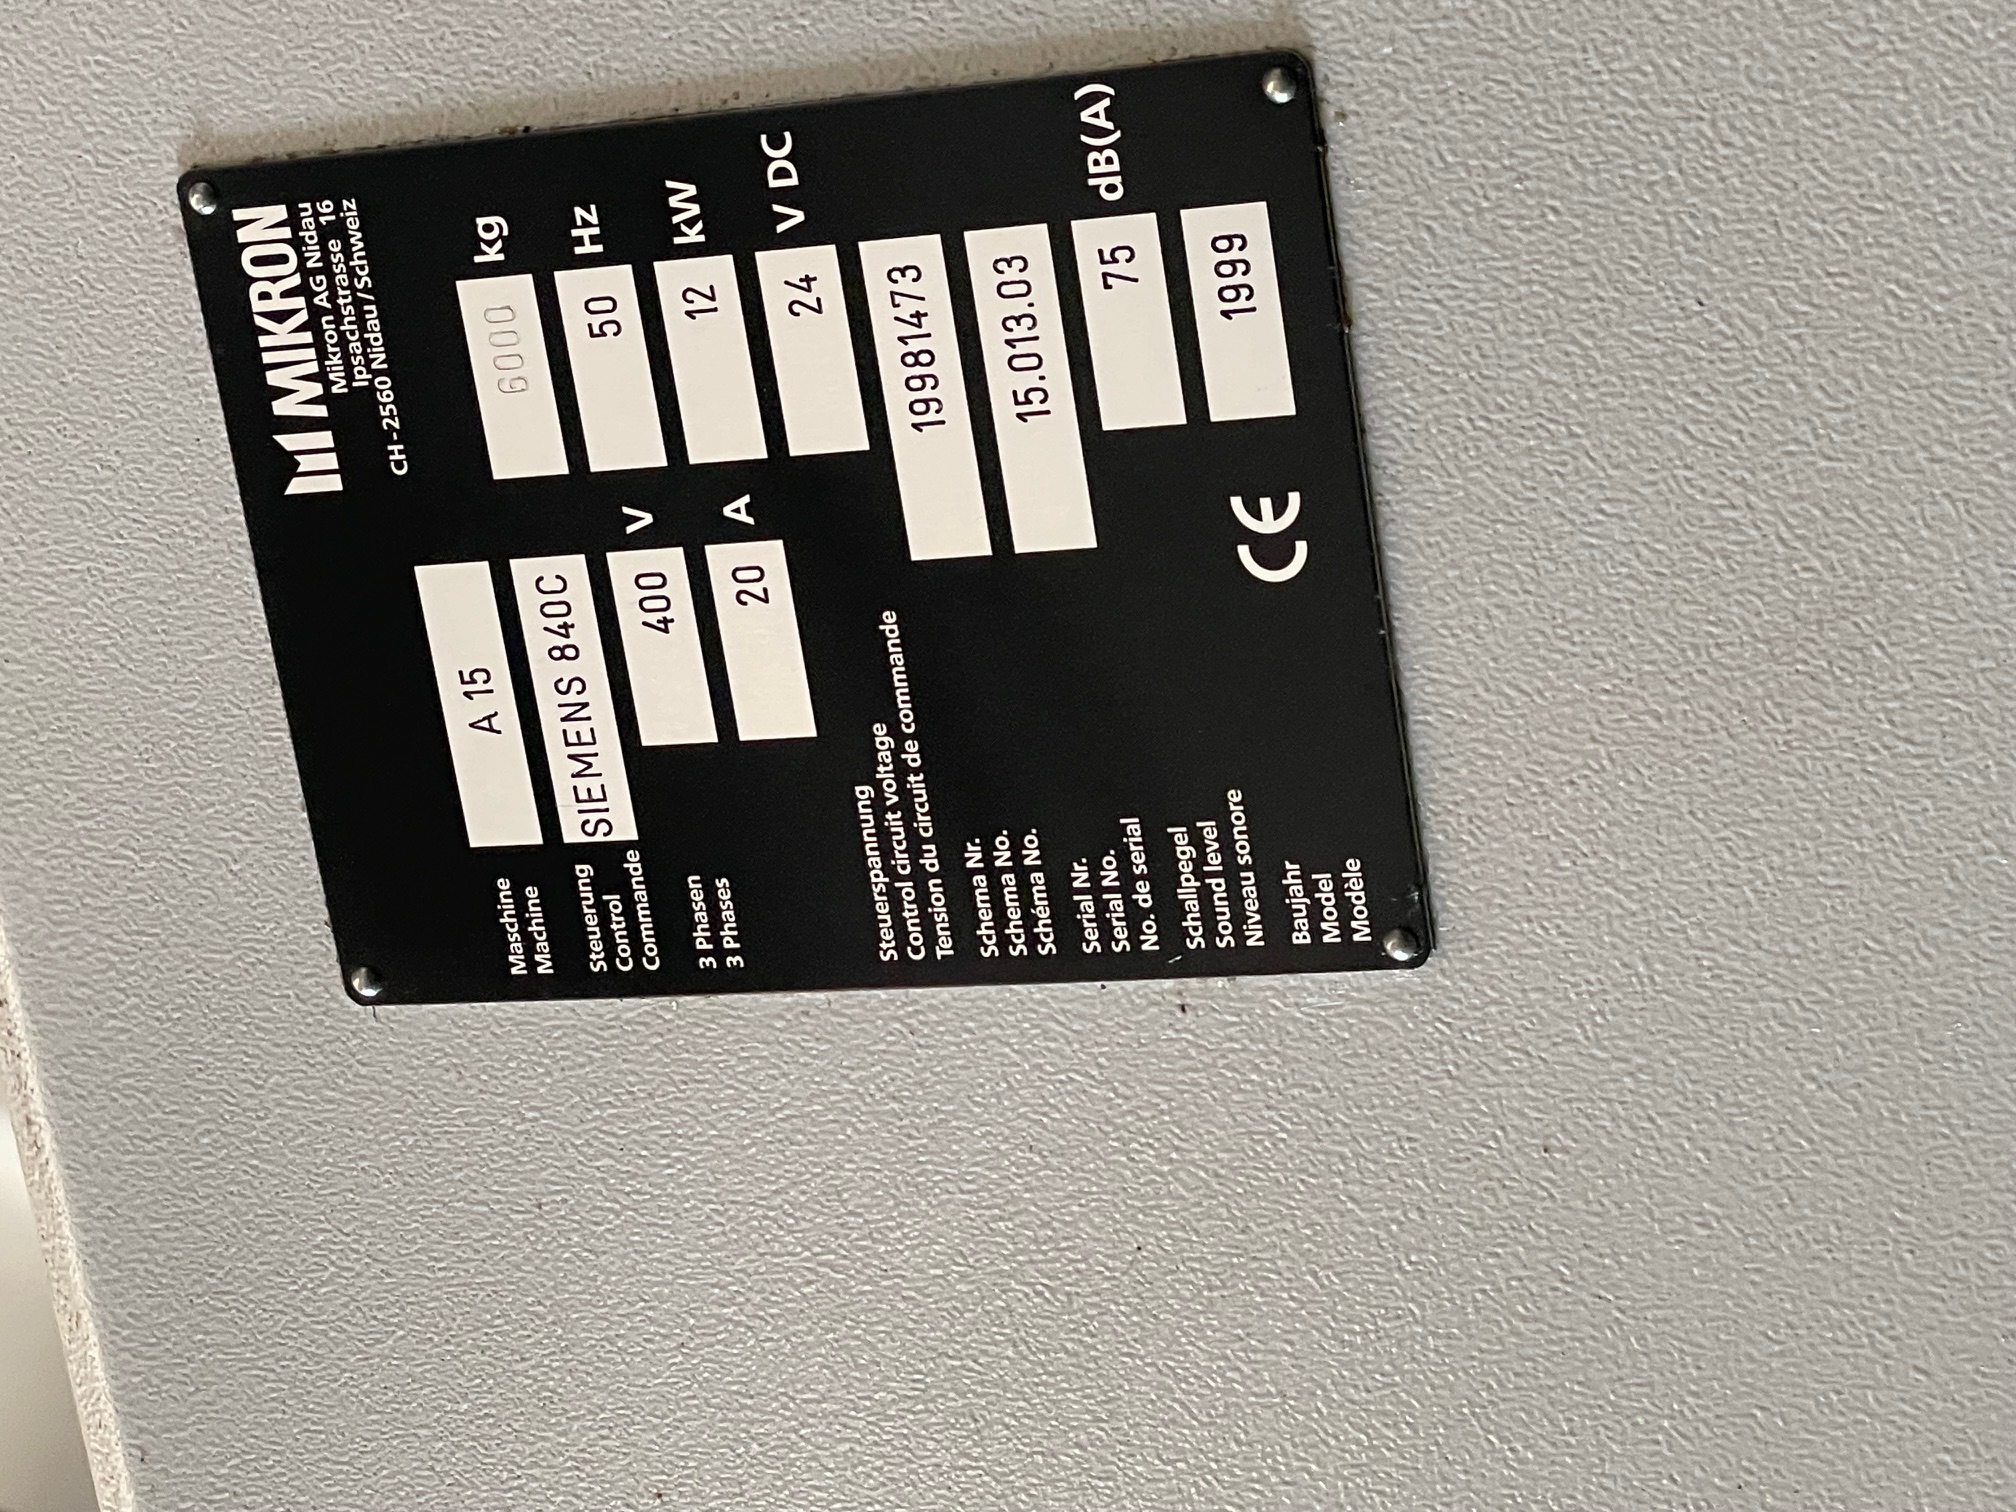 MIKRON
Mikron AG Nidau
Ipsachstrasse 16
CH-2560 Nidau / Schweiz
Maschine
Machine
A 15
6000 kg
Steuerung
Control
Commande
SIEMENS 840C
50 Hz
3 Phasen
3 Phases
400 V
12 kW
20 A
24 V DC
Steuerspannung
Control circuit voltage
Tension du circuit de commande
Schema Nr.
Schema No.
Schéma No.
19981473
Serial Nr.
Serial No.
No. de serial
15.013.03
Schallpegel
Sound level
Niveau sonore
75 dB(A)
Baujahr
Model
Modèle
CE
1999